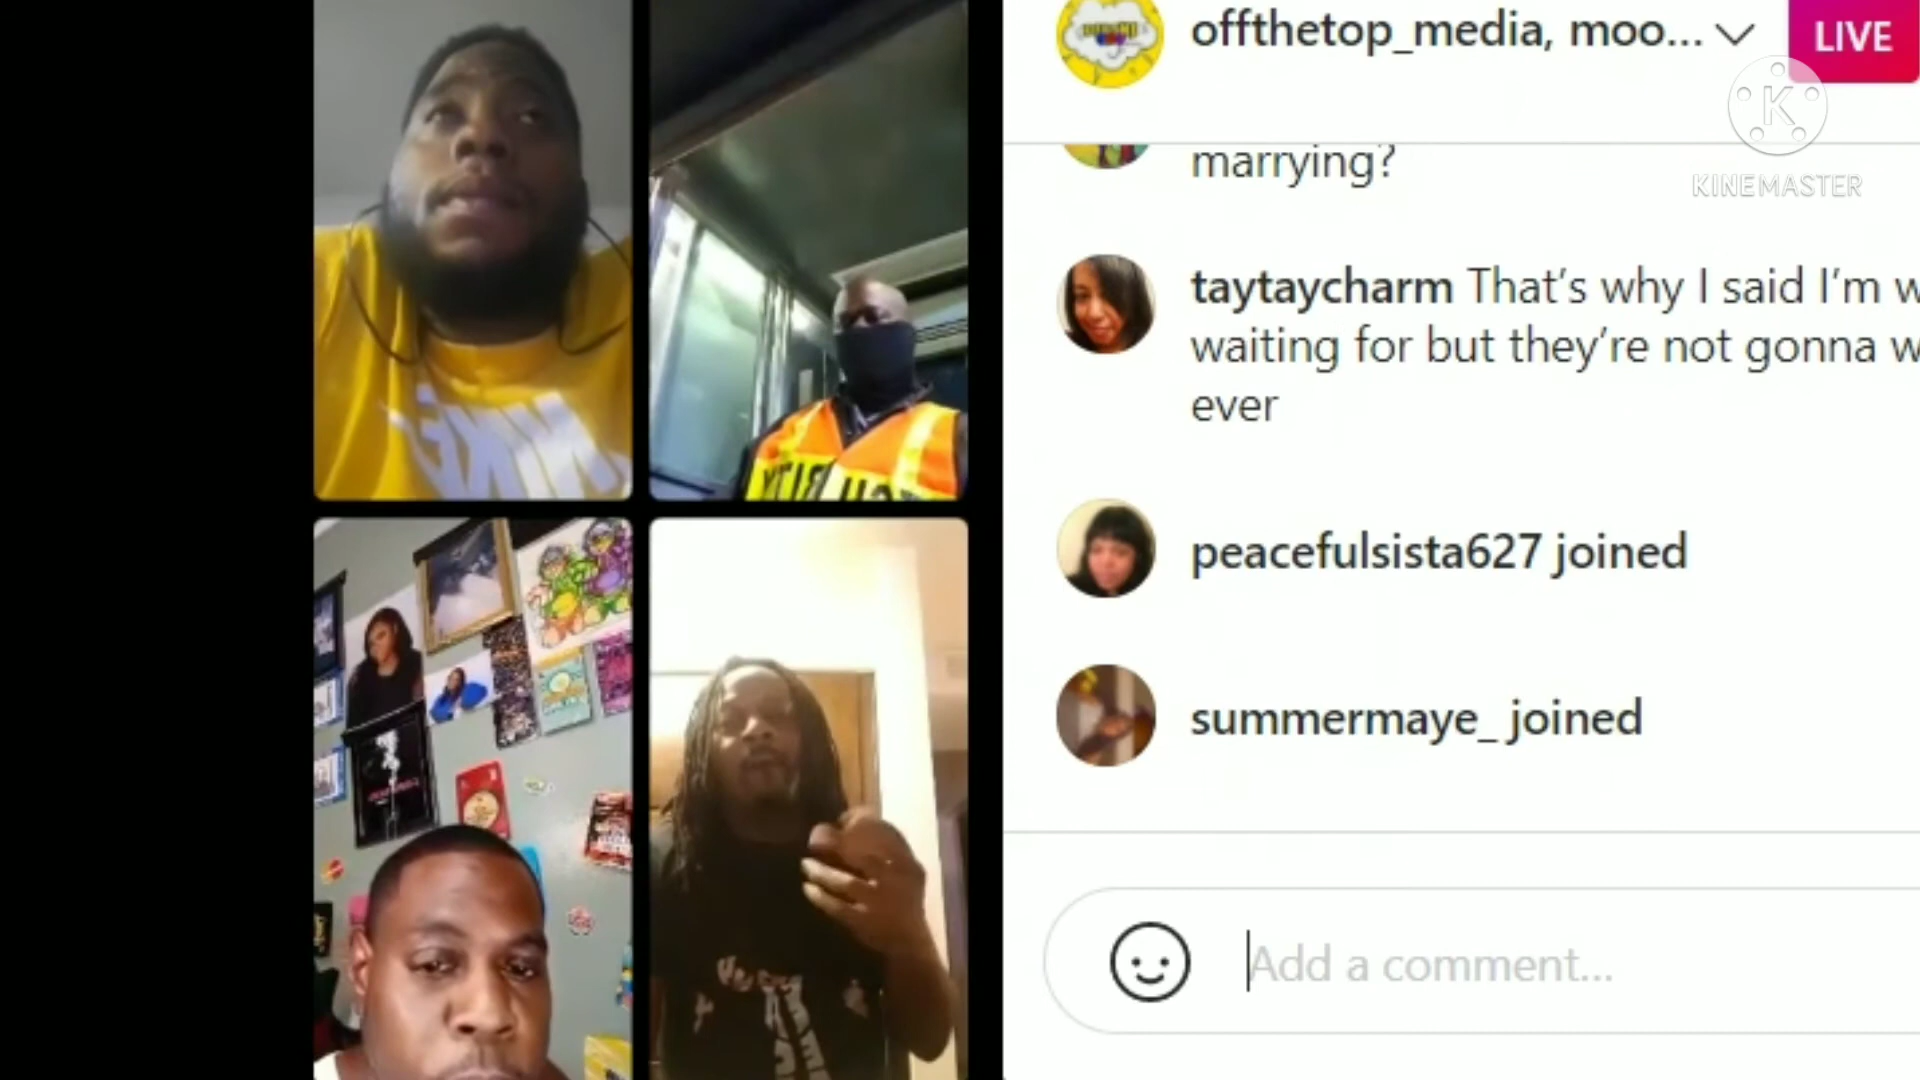 offthetop_media, moo...
LIVE
KINEMASTER
marrying?
taytaycharm That's why I said I'm w
waiting for but they're not gonna w
ever
peacefulsista627 joined
summermaye_ joined
Add a comment...
NIKE